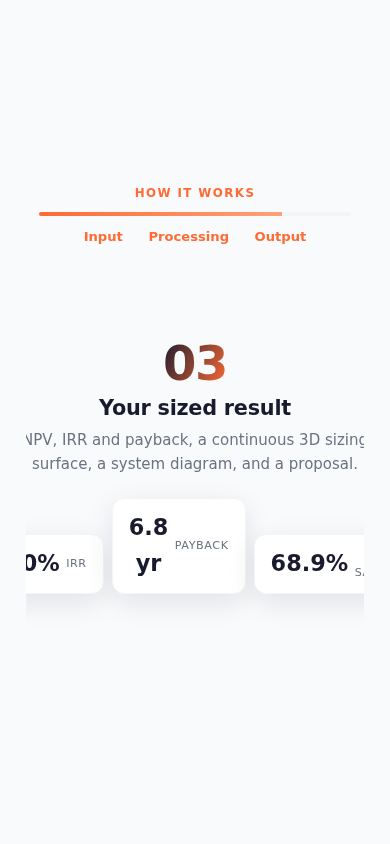 HOW IT WORKS
Input Processing Output
03
Your sized result
NPV, IRR and payback, a continuous 3D sizing
surface, a system diagram, and a proposal.
6.8
yr
PAYBACK
0% IRR
68.9%